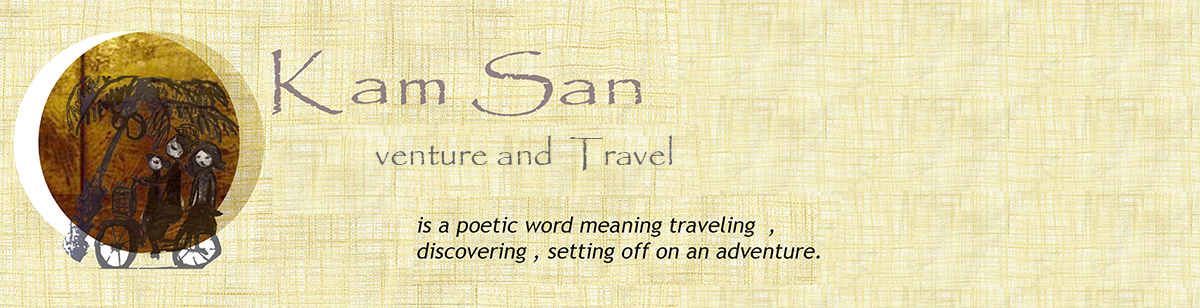 Kam San
venture and Travel
is a poetic word meaning traveling ,
discovering , setting off on an adventure.